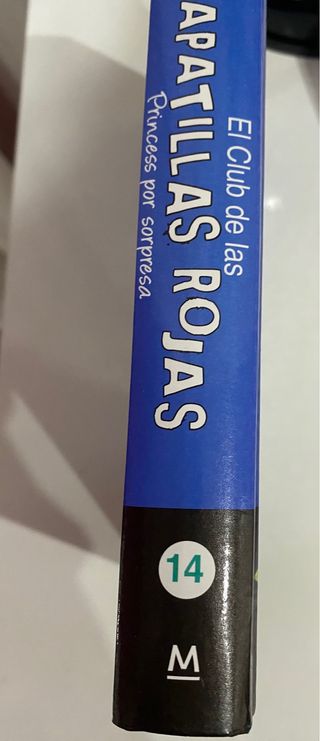 El Club de las
APATILLAS ROJAS
Princess por sorpresa
14
M